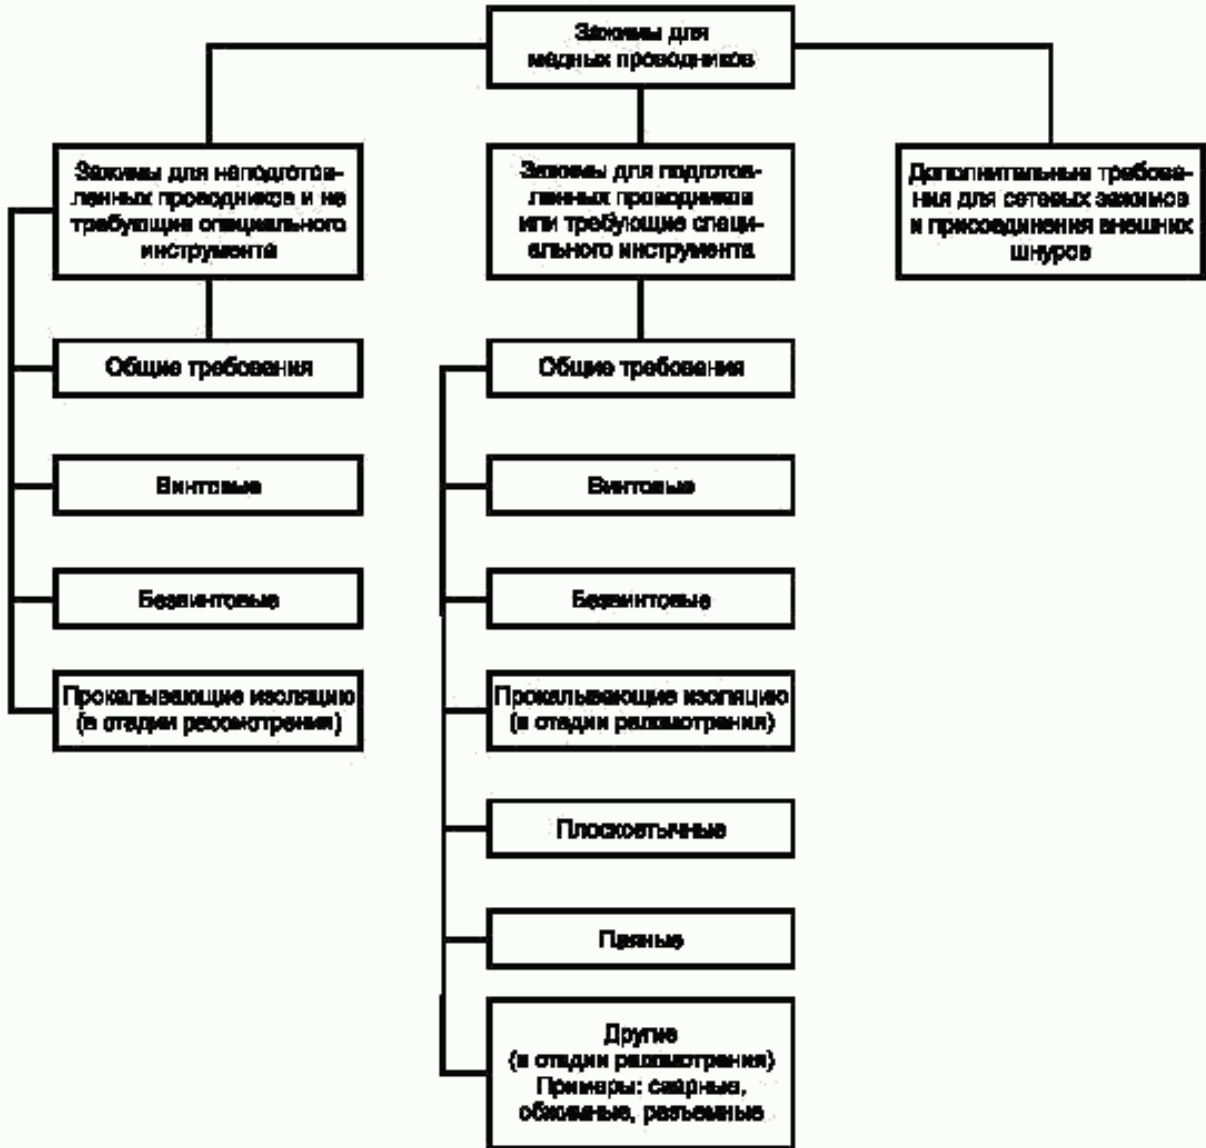 Зажимы для
медных проводников
Зажимы для неподготов-
ленных проводников и не
требующие специального
инструмента
Общие требования
Винтовые
Безвинтовые
Прокалывающие изоляцию
(в стадии рассмотрения)
Зажимы для подготов-
ленных проводников
или требующие специ-
ального инструмента
Общие требования
Винтовые
Безвинтовые
Прокалывающие изоляцию
(в стадии рассмотрения)
Плосковтычные
Паяные
Другие
(в стадии рассмотрения)
Примеры: сварные,
обжимные, разъемные
Дополнительные требова-
ния для сетевых зажимов
и присоединения внешних
шнуров